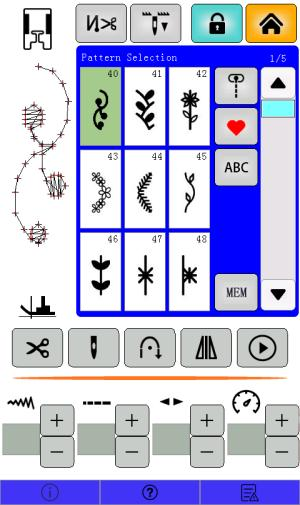 Pattern Selection 1/5
40 41 42
43 44 45
ABC
46 47 48
MEM
+ + + +
− − − −